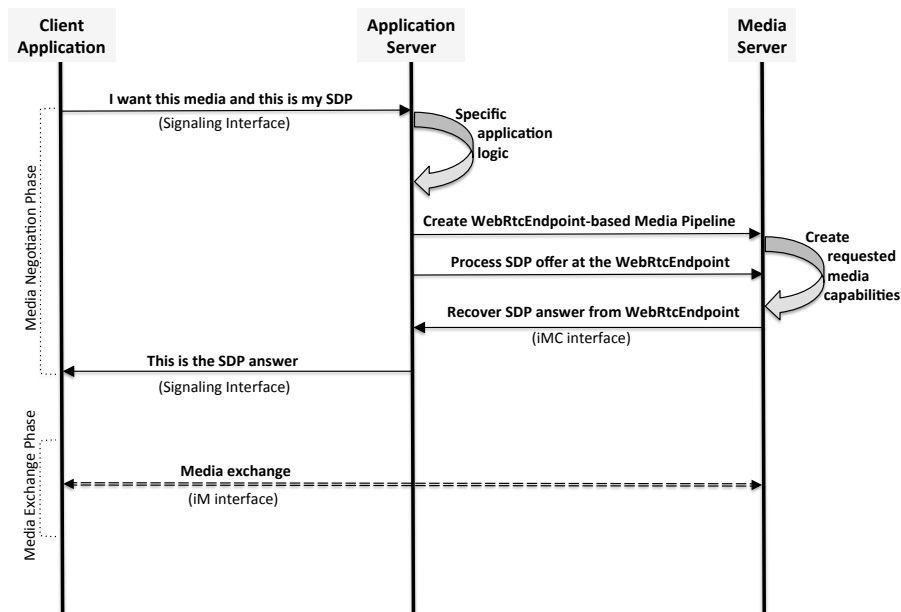 Client
Application
Application
Server
Media
Server
I want this media and this is my SDP
(Signaling Interface)
Specific
application
logic
Create WebRtcEndpoint-based Media Pipeline
Create
requested
media
capabilities
Process SDP offer at the WebRtcEndpoint
Recover SDP answer from WebRtcEndpoint
(iMC interface)
This is the SDP answer
(Signaling Interface)
Media Negotiation Phase
Media exchange
(iM interface)
Media Exchange Phase